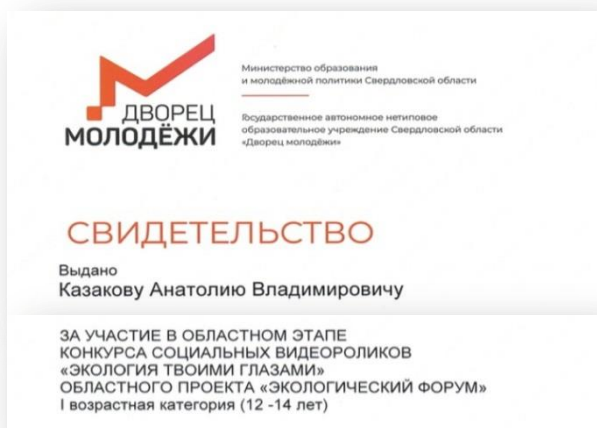 ДВОРЕЦ
МОЛОДЁЖИ
Министерство образования
и молодёжной политики Свердловской области
Государственное автономное нетиповое
образовательное учреждение Свердловской области
«Дворец молодёжи»
СВИДЕТЕЛЬСТВО
Выдано
Казакову Анатолию Владимировичу
ЗА УЧАСТИЕ В ОБЛАСТНОМ ЭТАПЕ
КОНКУРСА СОЦИАЛЬНЫХ ВИДЕОРОЛИКОВ
«ЭКОЛОГИЯ ТВОИМИ ГЛАЗАМИ»
ОБЛАСТНОГО ПРОЕКТА «ЭКОЛОГИЧЕСКИЙ ФОРУМ»
I возрастная категория (12 -14 лет)